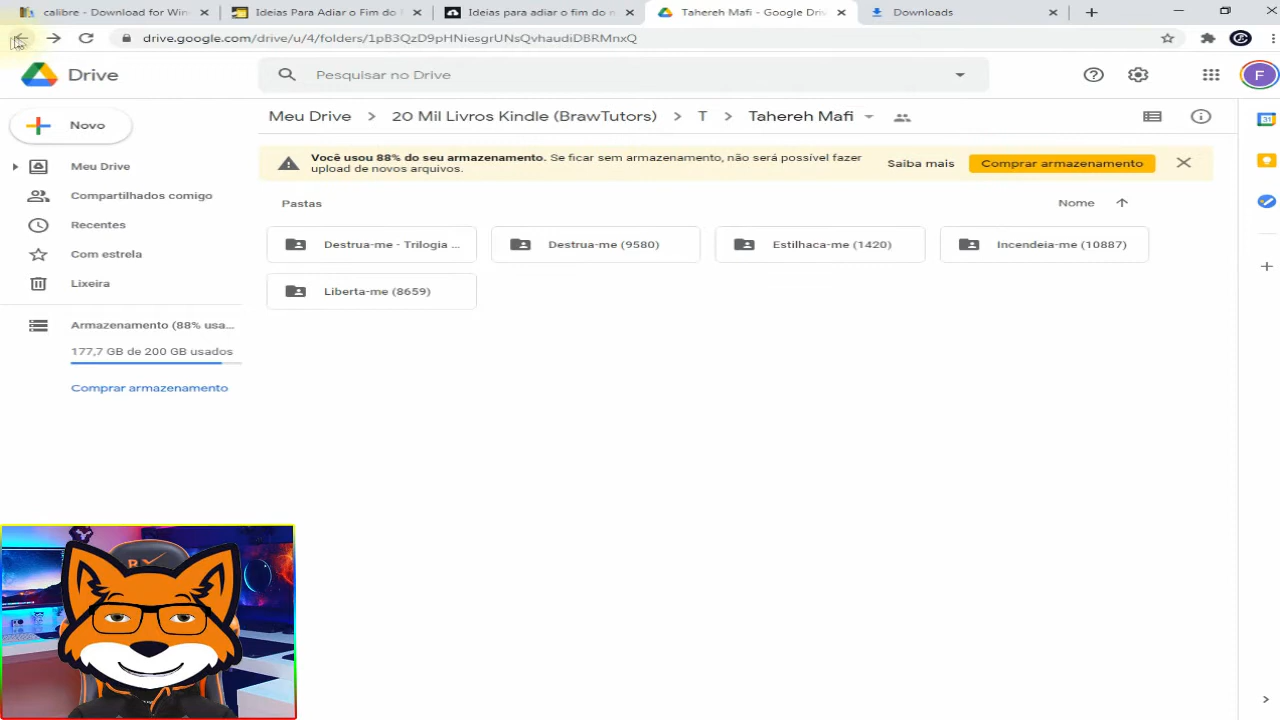 calibre - Download for Win
Ideias Para Adiar o Fim do
Ideias para adiar o fim do n
Tahereh Mafi - Google Dri
Downloads
drive.google.com/drive/u/4/folders/1pB3QzD9pHNiesgrUNsQvhaudiDBRMnxQ
Drive
Pesquisar no Drive
F
Novo
Meu Drive
20 Mil Livros Kindle (BrawTutors)
T
Tahereh Mafi
Meu Drive
Compartilhados comigo
Recentes
Com estrela
Lixeira
Armazenamento (88% usa...
177,7 GB de 200 GB usados
Comprar armazenamento
Você usou 88% do seu armazenamento. Se ficar sem armazenamento, não será possível fazer
upload de novos arquivos.
Saiba mais
Comprar armazenamento
Pastas
Nome
Destrua-me - Trilogia ...
Destrua-me (9580)
Estilhaca-me (1420)
Incendeia-me (10887)
Liberta-me (8659)
31